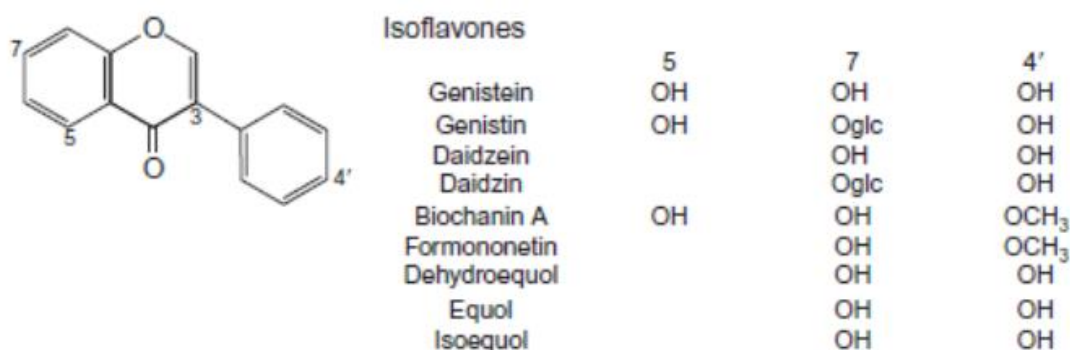 Isoflavones
5 7 4′
Genistein OH OH OH
Genistin OH Oglc OH
Daidzein OH OH
Daidzin Oglc OH
Biochanin A OH OH OCH3
Formononetin OH OCH3
Dehydroequol OH OH
Equol OH OH
Isoequol OH OH
O
7
3
5
O
4′